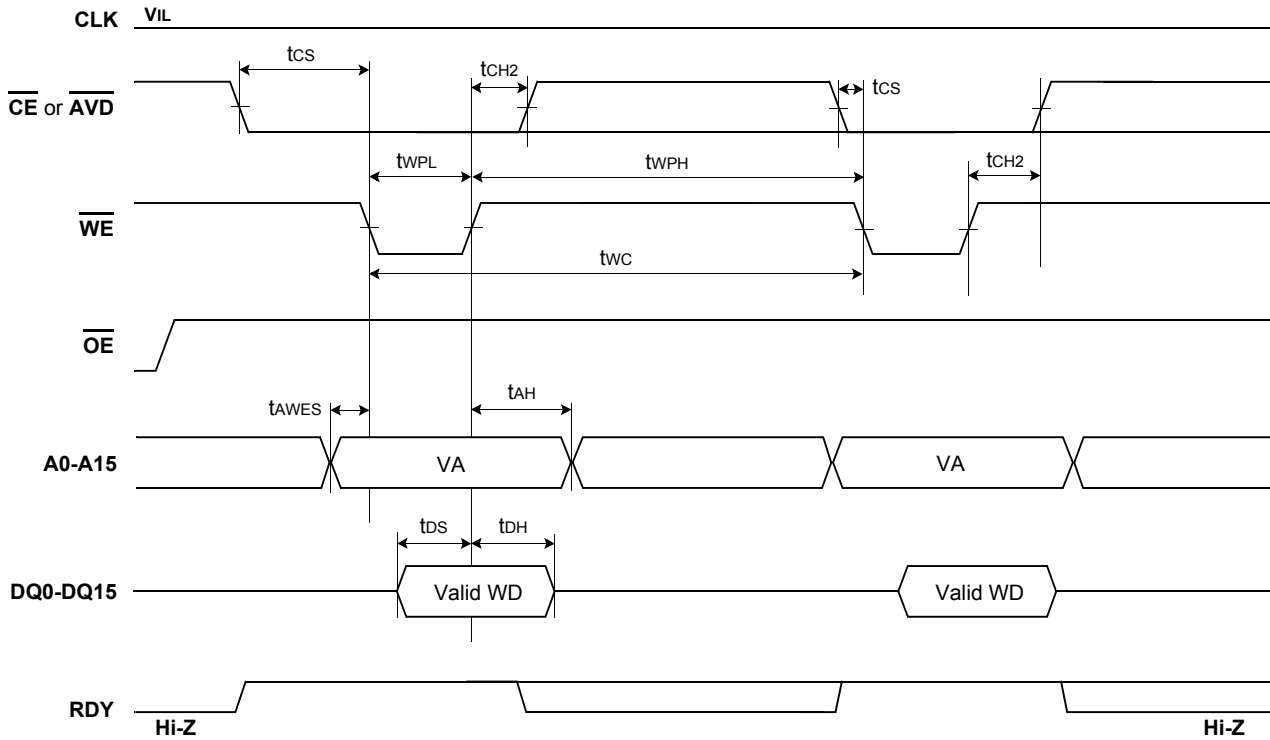 CLK VIL
tCS tCH2 tCS
CE or AVD
tWPL tWPH tCH2
WE
tWC
OE
tAWES tAH
A0-A15 VA VA
tDS tDH
DQ0-DQ15 Valid WD Valid WD
RDY
Hi-Z Hi-Z